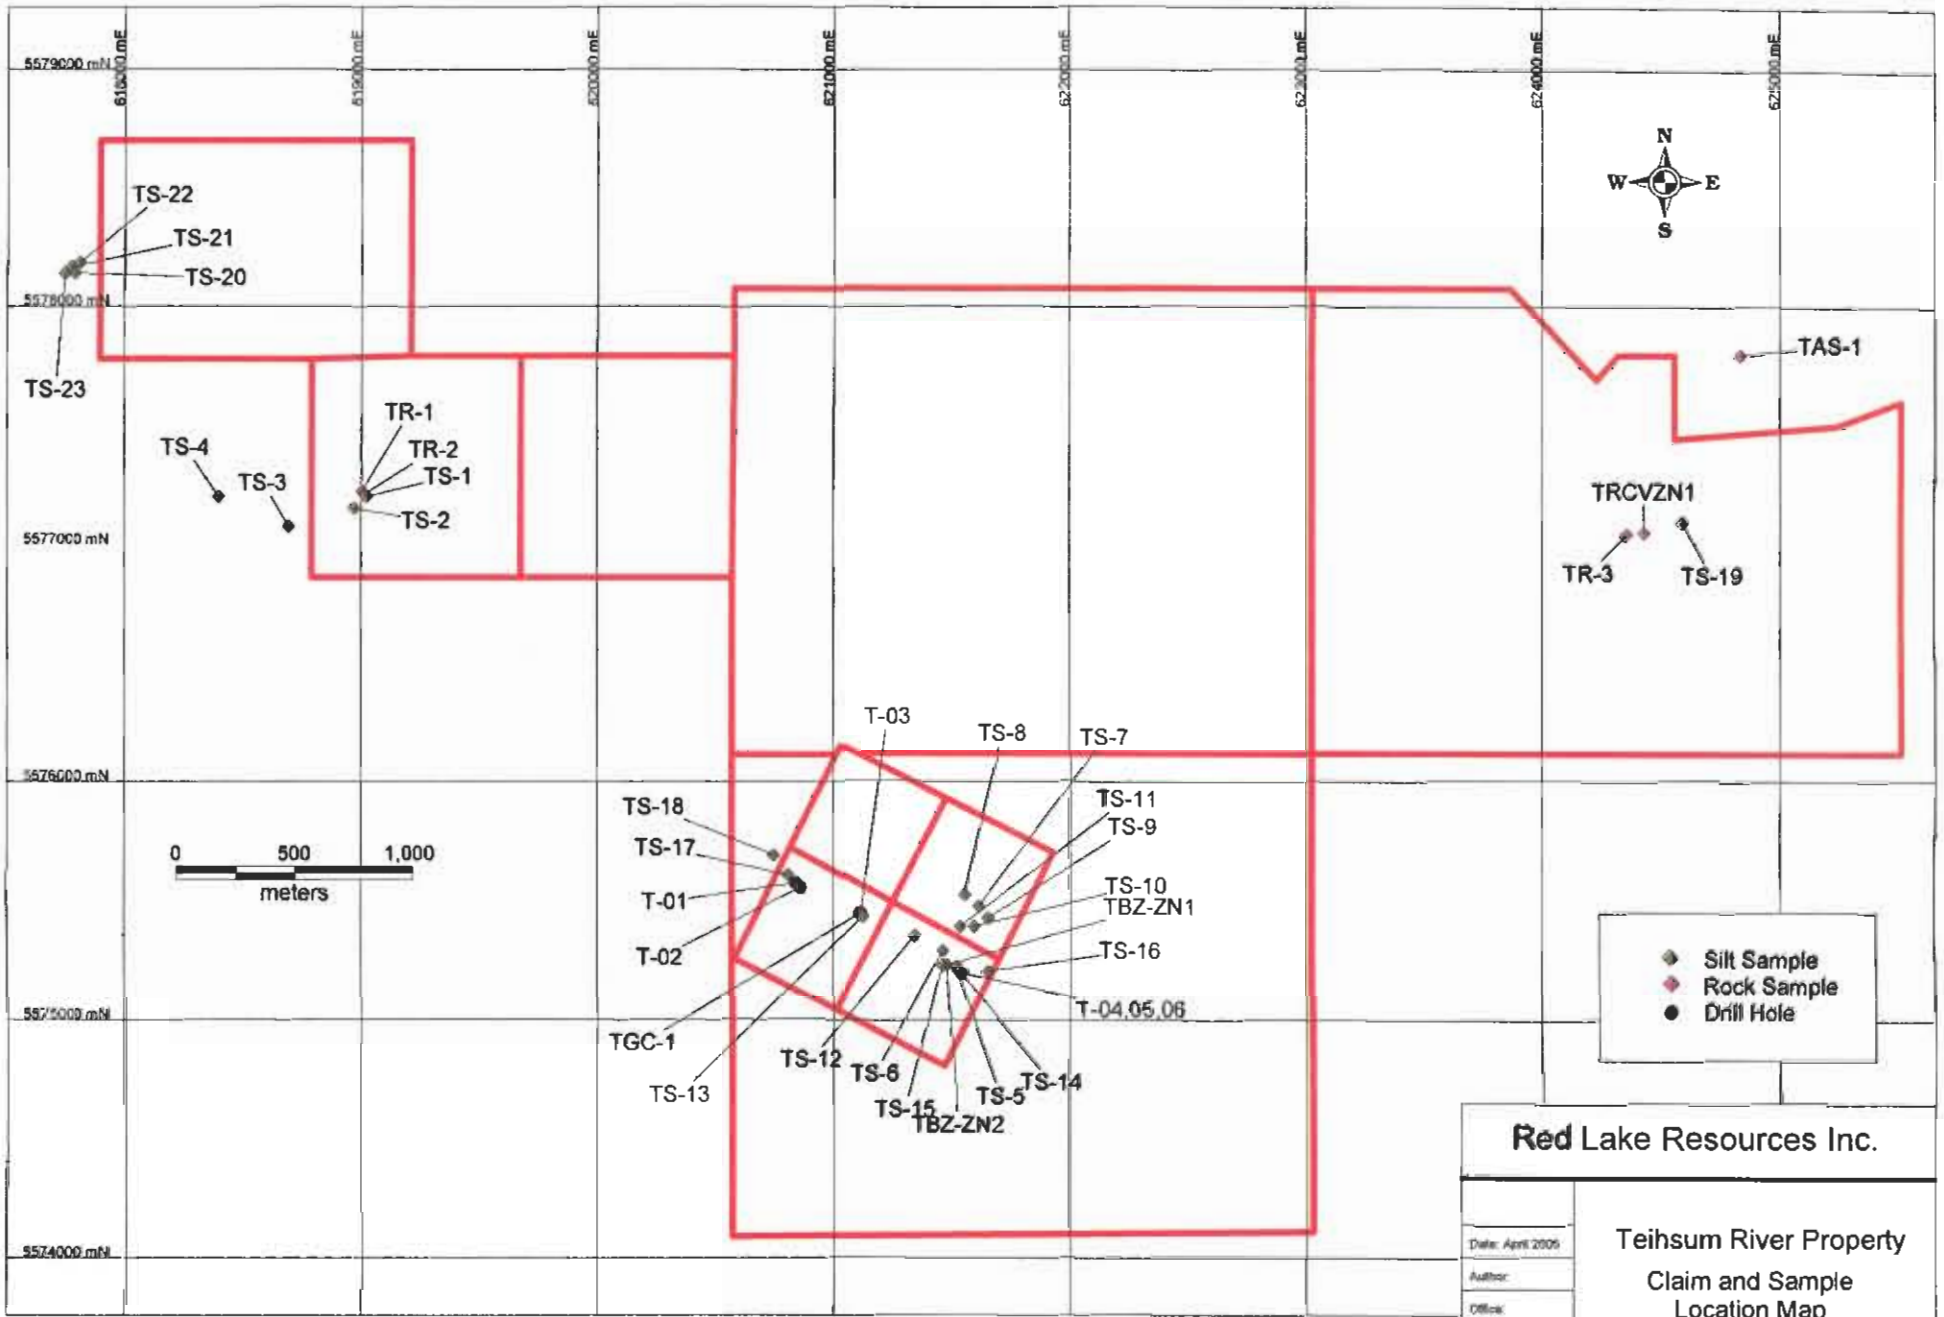 5579000 mN
618000 mE
619000 mE
620000 mE
621000 mE
622000 mE
623000 mE
624000 mE
625000 mE
N
W E
S
TS-22
TS-21
TS-20
5578000 mN
TS-23
TAS-1
TR-1
TR-2
TS-1
TS-2
TS-4
TS-3
5577000 mN
TRCVZN1
TR-3
TS-19
T-03
TS-8
TS-7
5576000 mN
TS-18
TS-17
T-01
T-02
TS-11
TS-9
TS-10
TBZ-ZN1
TS-16
T-04,05,06
0 500 1,000
meters
5575000 mN
TGC-1
TS-13
TS-12
TS-6
TS-15
TBZ-ZN2
TS-5
TS-14
Silt Sample
Rock Sample
Drill Hole
5574000 mN
Red Lake Resources Inc.
Date: April 2005
Author:
Office:
Teihsum River Property
Claim and Sample
Location Map